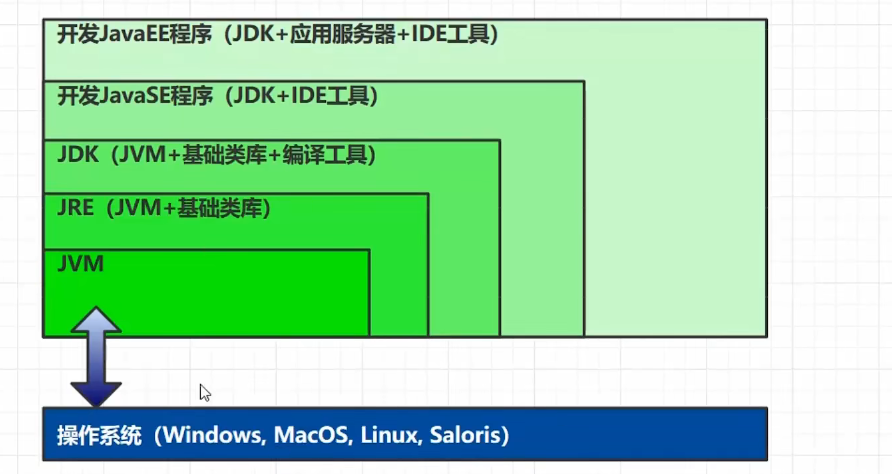 开发JavaEE程序（JDK+应用服务器+IDE工具）
开发JavaSE程序（JDK+IDE工具）
JDK（JVM+基础类库+编译工具）
JRE（JVM+基础类库）
JVM
操作系统（Windows, MacOS, Linux, Saloris）